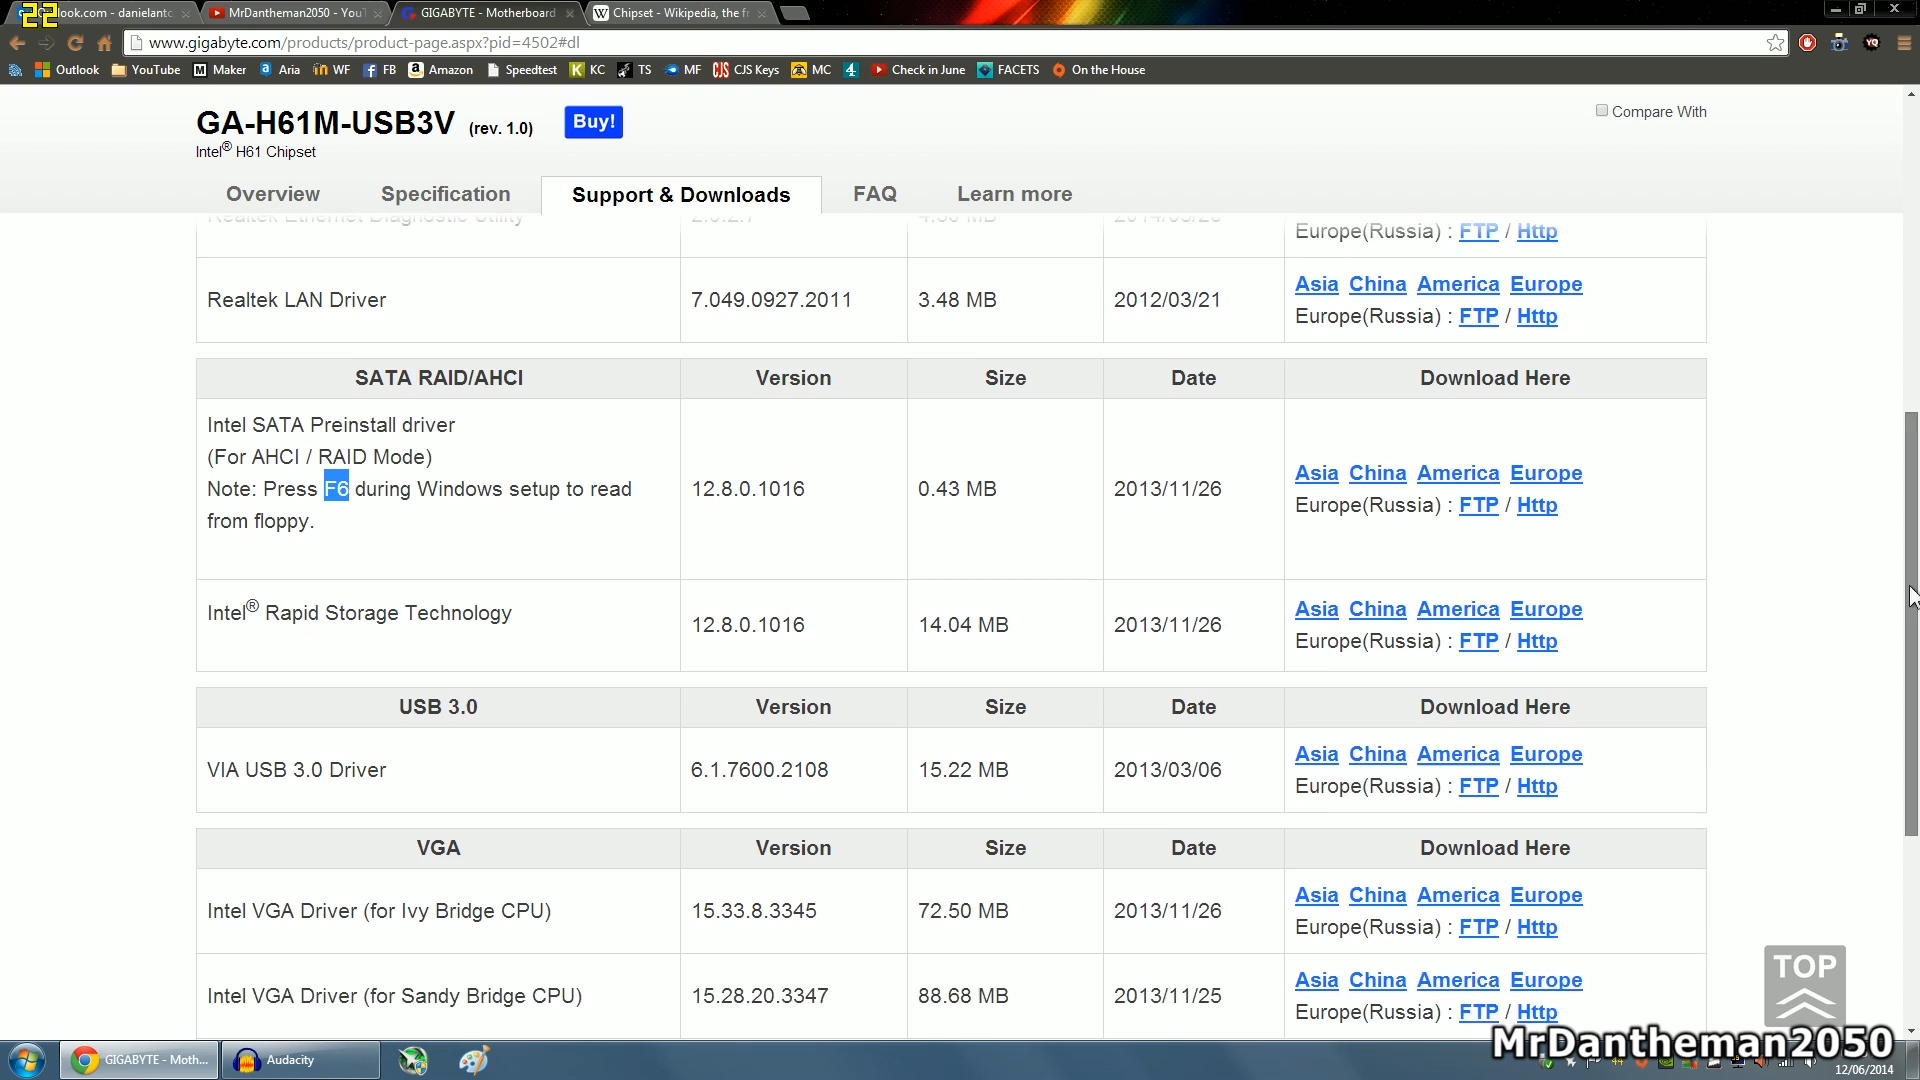 22
look.com - danielanto
MrDantheman2050 - YouT
GIGABYTE - Motherboard
W Chipset - Wikipedia, the fr
www.gigabyte.com/products/product-page.aspx?pid=4502#dl
Outlook YouTube M Maker a Aria in WF f FB a Amazon Speedtest K KC TS MF CJS CJS Keys MC 4 Check in June FACETS On the House
GA-H61M-USB3V (rev. 1.0) Buy! Compare With
Intel® H61 Chipset
Overview Specification Support & Downloads FAQ Learn more
Realtek Ethernet Diagnostic Utility
Europe(Russia) : FTP / Http
Realtek LAN Driver 7.049.0927.2011 3.48 MB 2012/03/21 Asia China America Europe
Europe(Russia) : FTP / Http
SATA RAID/AHCI Version Size Date Download Here
Intel SATA Preinstall driver
(For AHCI / RAID Mode)
Note: Press F6 during Windows setup to read
from floppy.
12.8.0.1016 0.43 MB 2013/11/26 Asia China America Europe
Europe(Russia) : FTP / Http
Intel® Rapid Storage Technology 12.8.0.1016 14.04 MB 2013/11/26 Asia China America Europe
Europe(Russia) : FTP / Http
USB 3.0 Version Size Date Download Here
VIA USB 3.0 Driver 6.1.7600.2108 15.22 MB 2013/03/06 Asia China America Europe
Europe(Russia) : FTP / Http
VGA Version Size Date Download Here
Intel VGA Driver (for Ivy Bridge CPU) 15.33.8.3345 72.50 MB 2013/11/26 Asia China America Europe
Europe(Russia) : FTP / Http
Intel VGA Driver (for Sandy Bridge CPU) 15.28.20.3347 88.68 MB 2013/11/25 Asia China America Europe
Europe(Russia) : FTP / Http
TOP
MrDantheman2050
GIGABYTE - Moth... Audacity
12/06/2014